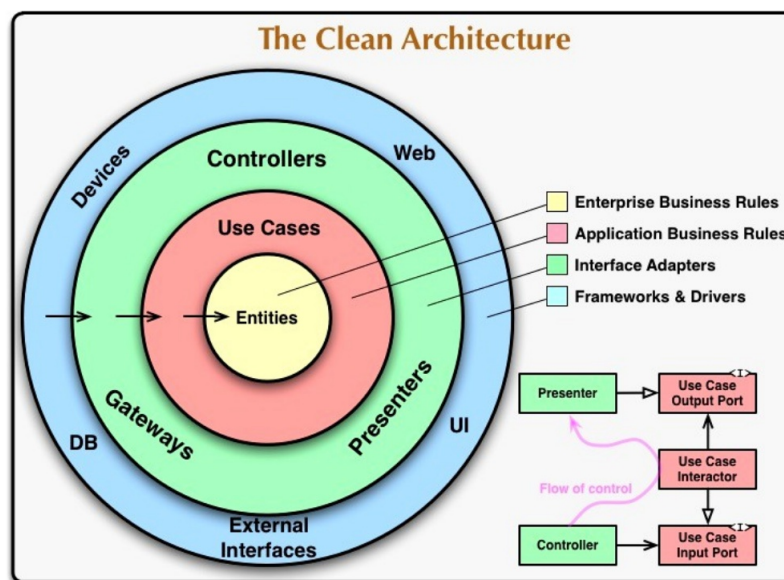 The Clean Architecture
Devices
Web
Controllers
Use Cases
Entities
Gateways
Presenters
DB
UI
External
Interfaces
Enterprise Business Rules
Application Business Rules
Interface Adapters
Frameworks & Drivers
Presenter
<I>
Use Case
Output Port
Use Case
Interactor
Flow of control
Controller
<I>
Use Case
Input Port